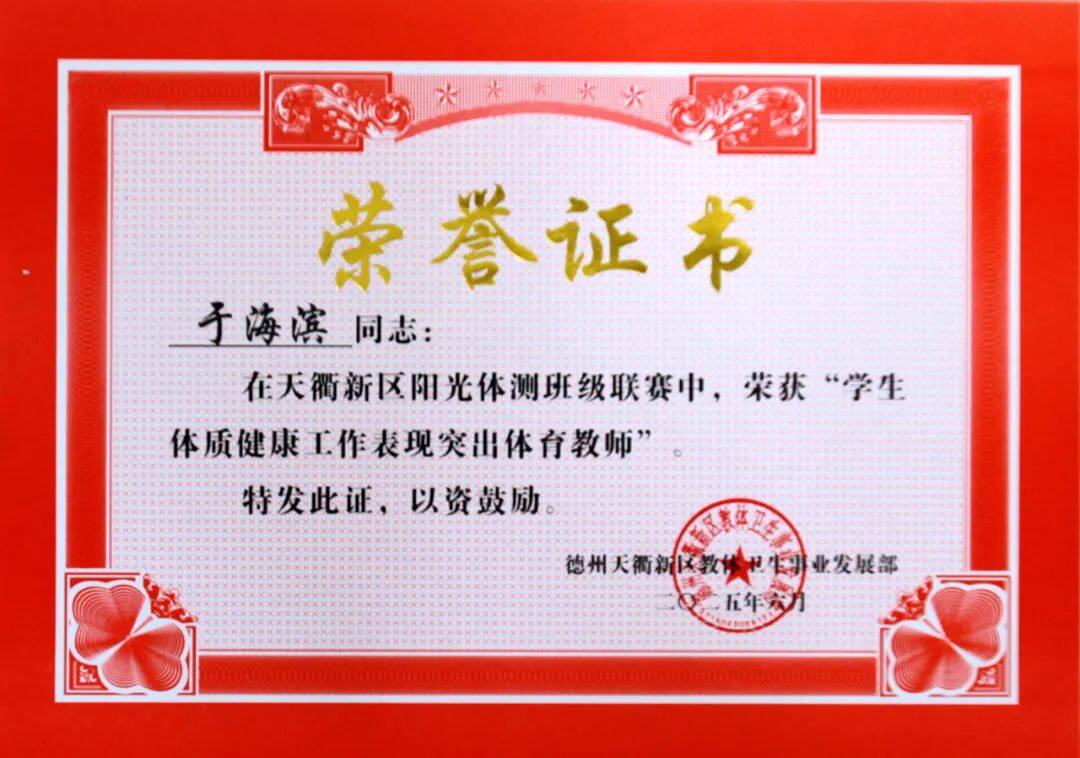 荣誉证书
于海滨 同志：
在天衢新区阳光体测班级联赛中，荣获“学生
体质健康工作表现突出体育教师”。
特发此证，以资鼓励。
德州天衢新区教体卫生事业发展部
二〇二五年六月